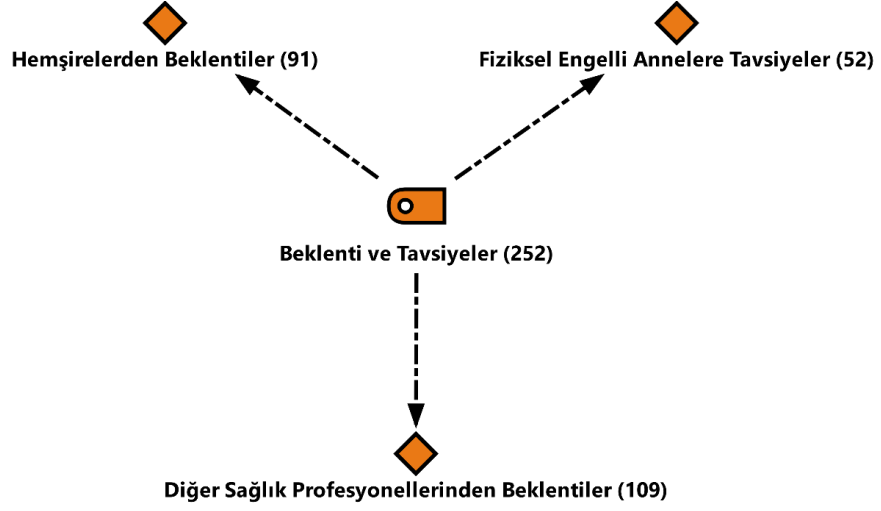 Hemşirelerden Beklentiler (91)
Fiziksel Engelli Annelere Tavsiyeler (52)
Beklenti ve Tavsiyeler (252)
Diğer Sağlık Profesyonellerinden Beklentiler (109)